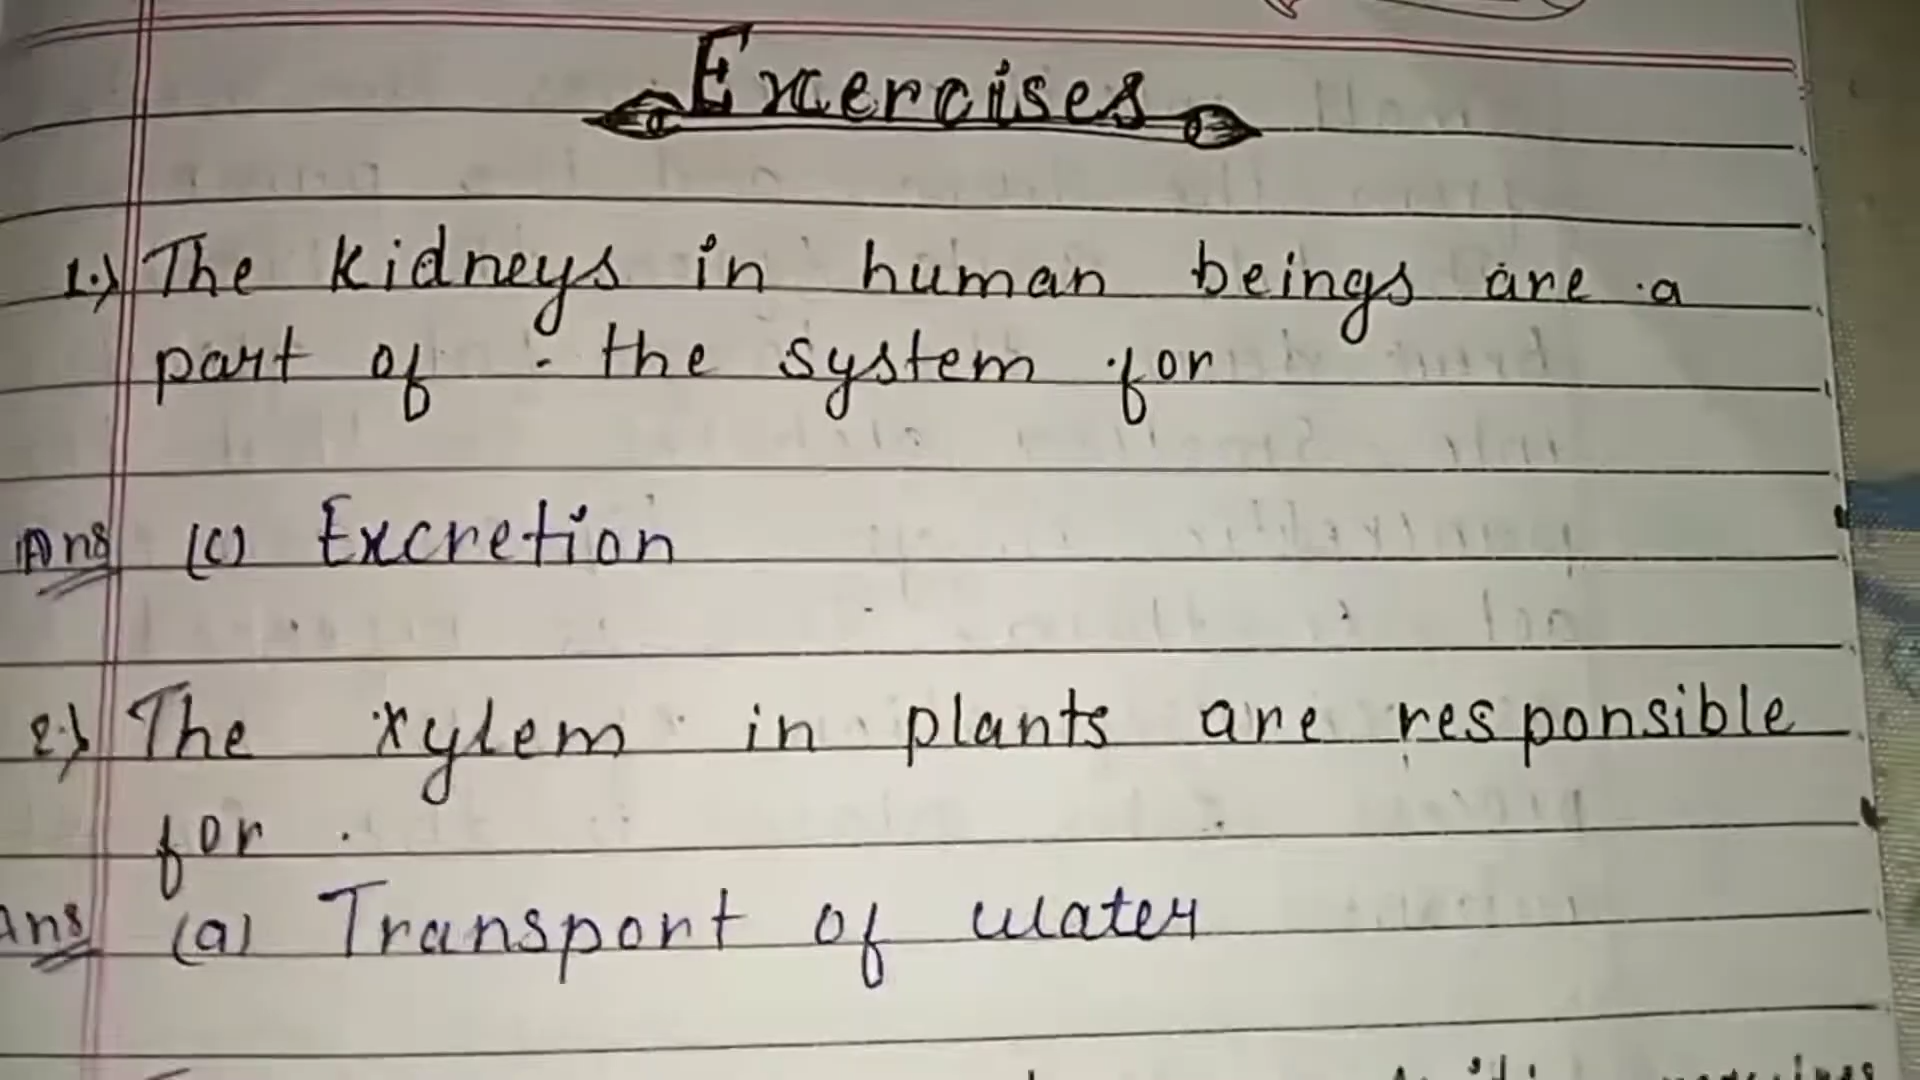 Exercises
1.) The kidneys in human beings are a
part of the system for
Ans (c) Excretion
2.) The xylem in plants are responsible
for
Ans (a) Transport of water